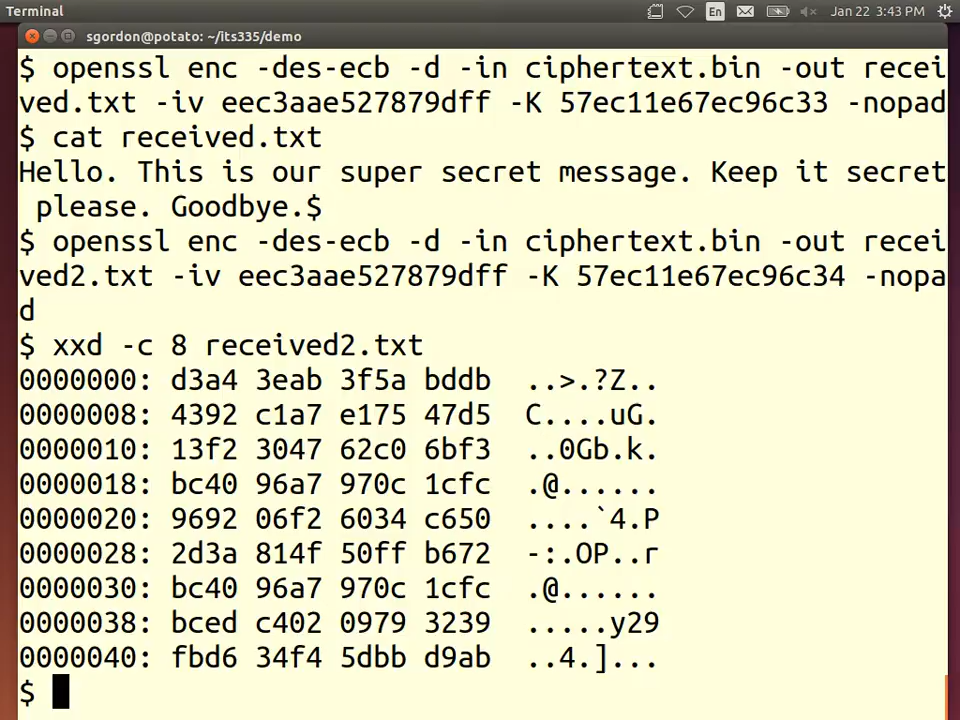 Terminal En Jan 22 3:43 PM
sgordon@potato: ~/its335/demo
$ openssl enc -des-ecb -d -in ciphertext.bin -out recei
ved.txt -iv eec3aae527879dff -K 57ec11e67ec96c33 -nopad
$ cat received.txt
Hello. This is our super secret message. Keep it secret
 please. Goodbye.$
$ openssl enc -des-ecb -d -in ciphertext.bin -out recei
ved2.txt -iv eec3aae527879dff -K 57ec11e67ec96c34 -nopa
d
$ xxd -c 8 received2.txt
0000000: d3a4 3eab 3f5a bddb  ..>.?Z..
0000008: 4392 c1a7 e175 47d5  C....uG.
0000010: 13f2 3047 62c0 6bf3  ..0Gb.k.
0000018: bc40 96a7 970c 1cfc  .@......
0000020: 9692 06f2 6034 c650  ....`4.P
0000028: 2d3a 814f 50ff b672  -:.OP..r
0000030: bc40 96a7 970c 1cfc  .@......
0000038: bced c402 0979 3239  .....y29
0000040: fbd6 34f4 5dbb d9ab  ..4.]...
$